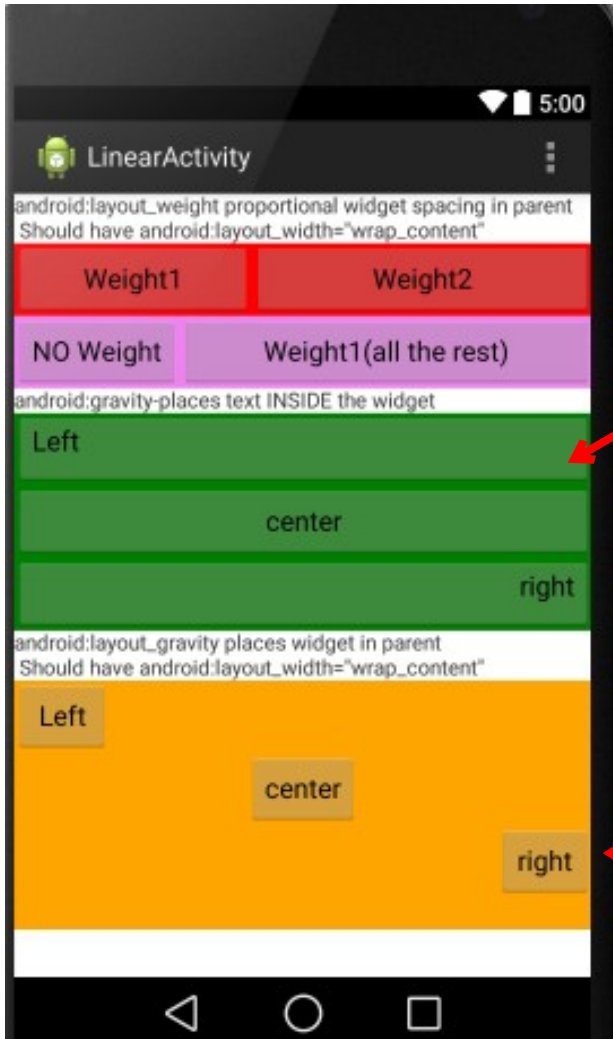 5:00
LinearActivity
android:layout_weight proportional widget spacing in parent
Should have android:layout_width="wrap_content"
Weight1 Weight2
NO Weight Weight1(all the rest)
android:gravity-places text INSIDE the widget
Left
center
right
android:layout_gravity places widget in parent
Should have android:layout_width="wrap_content"
Left
center
right